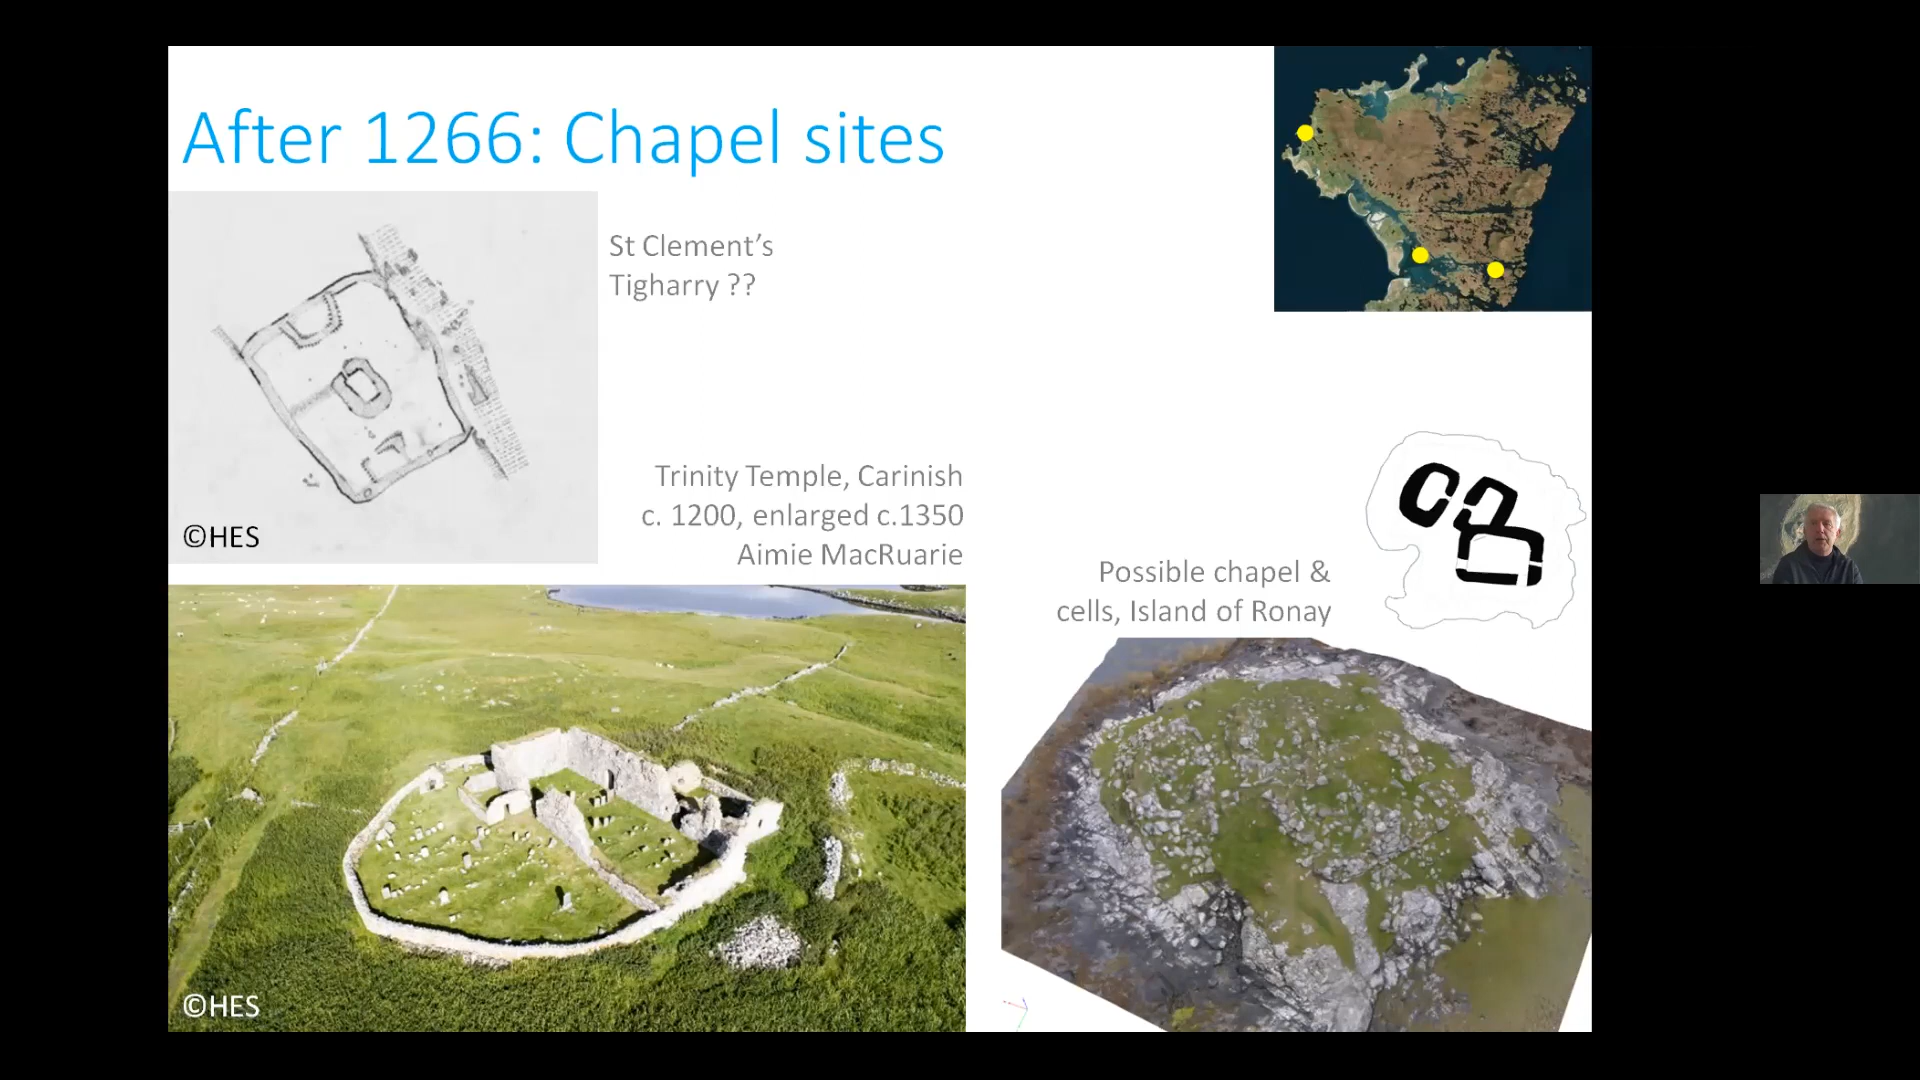 After 1266: Chapel sites
St Clement’s
Tigharry ??
©HES
Trinity Temple, Carinish
c. 1200, enlarged c.1350
Aimie MacRuarie
Possible chapel &
cells, Island of Ronay
©HES